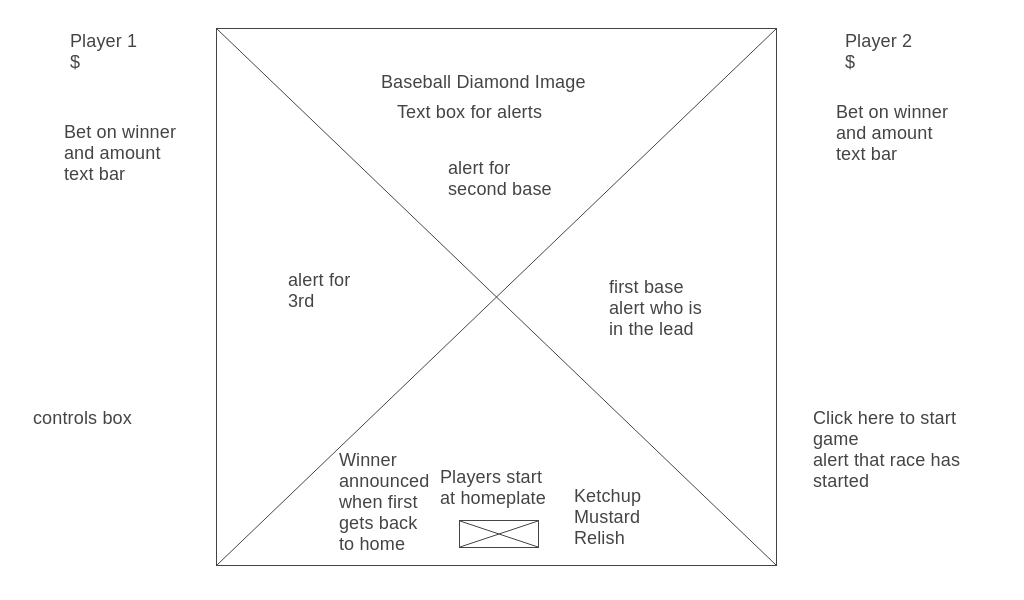 Player 1
$
Player 2
$
Baseball Diamond Image
Text box for alerts
Bet on winner
and amount
text bar
Bet on winner
and amount
text bar
alert for
second base
alert for
3rd
first base
alert who is
in the lead
controls box
Click here to start
game
alert that race has
started
Winner
announced
when first
gets back
to home
Players start
at homeplate
Ketchup
Mustard
Relish